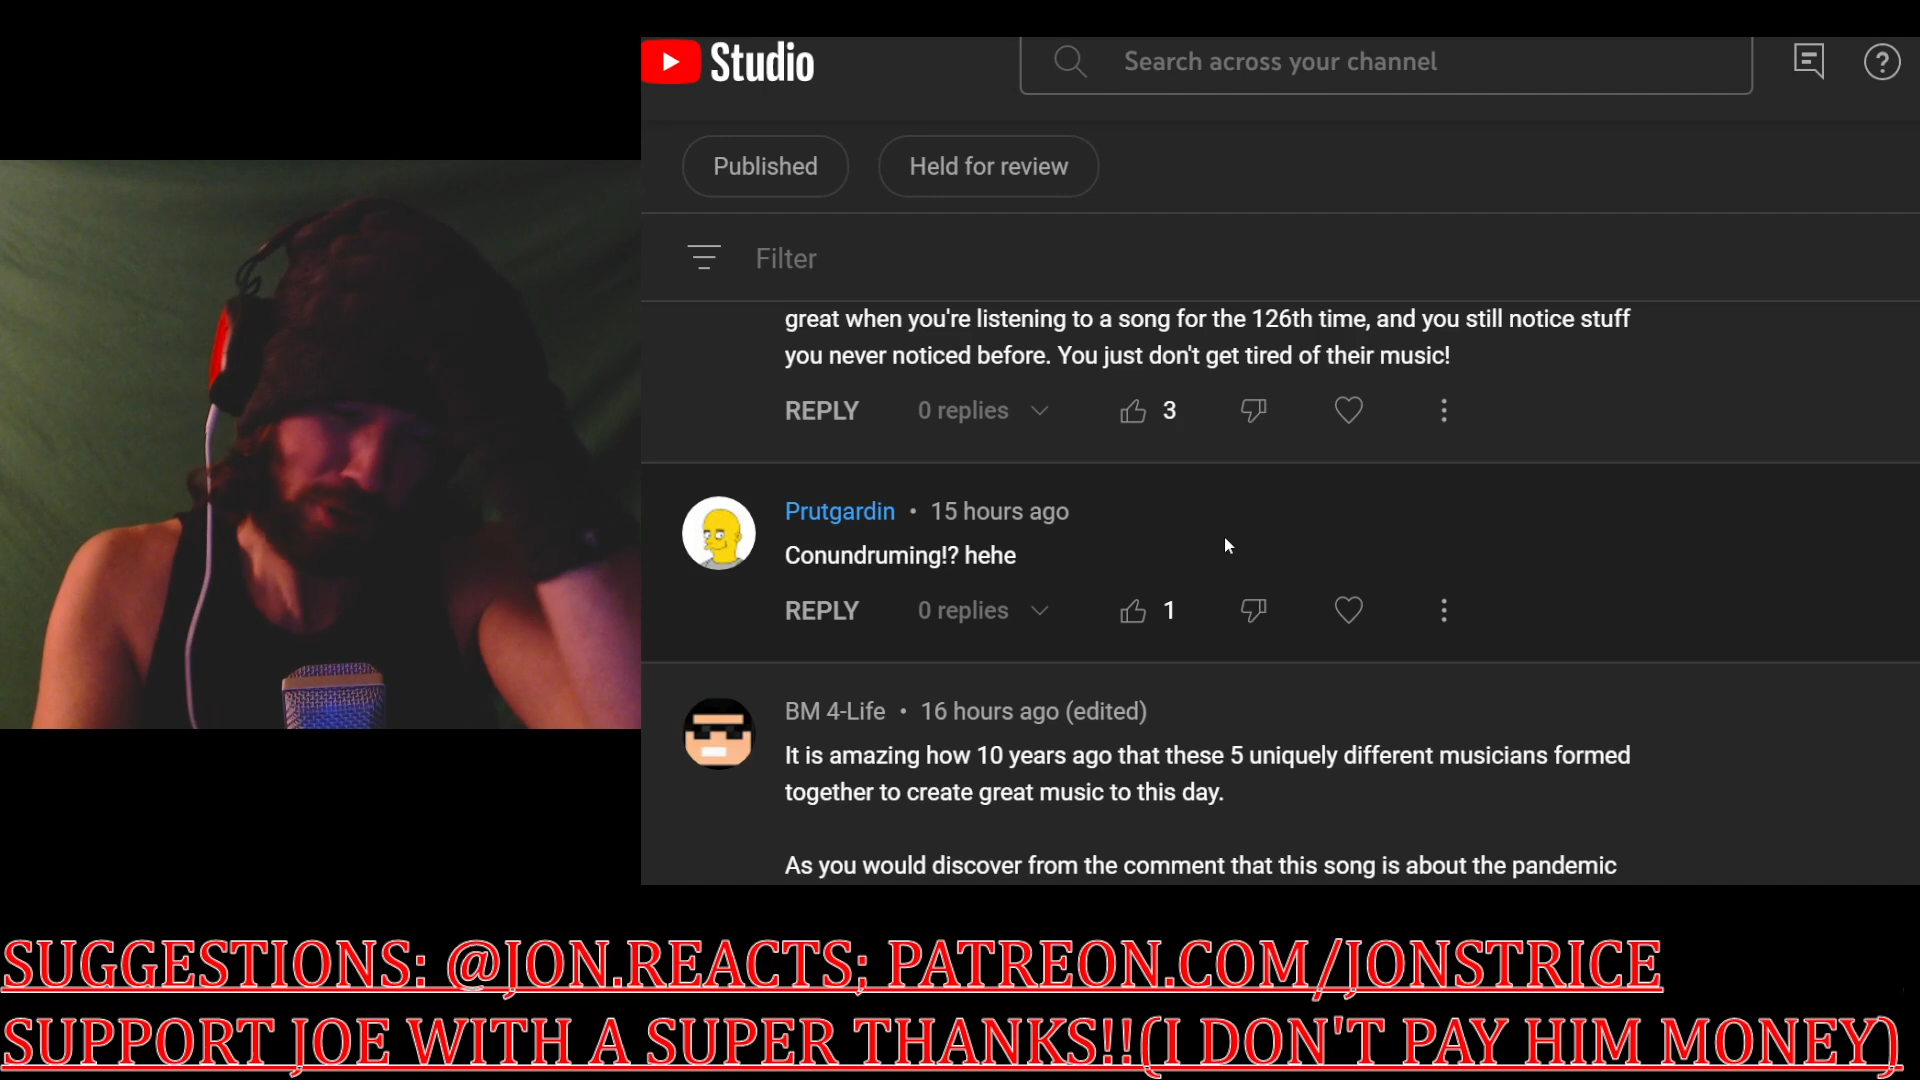 Studio
Search across your channel
Published
Held for review
Filter
great when you're listening to a song for the 126th time, and you still notice stuff
you never noticed before. You just don't get tired of their music!
REPLY 0 replies 3
Prutgardin • 15 hours ago
Conundruming!? hehe
REPLY 0 replies 1
BM 4-Life • 16 hours ago (edited)
It is amazing how 10 years ago that these 5 uniquely different musicians formed
together to create great music to this day.
As you would discover from the comment that this song is about the pandemic
SUGGESTIONS: @JON.REACTS; PATREON.COM/JONSTRICE
SUPPORT JOE WITH A SUPER THANKS!!(I DON'T PAY HIM MONEY)